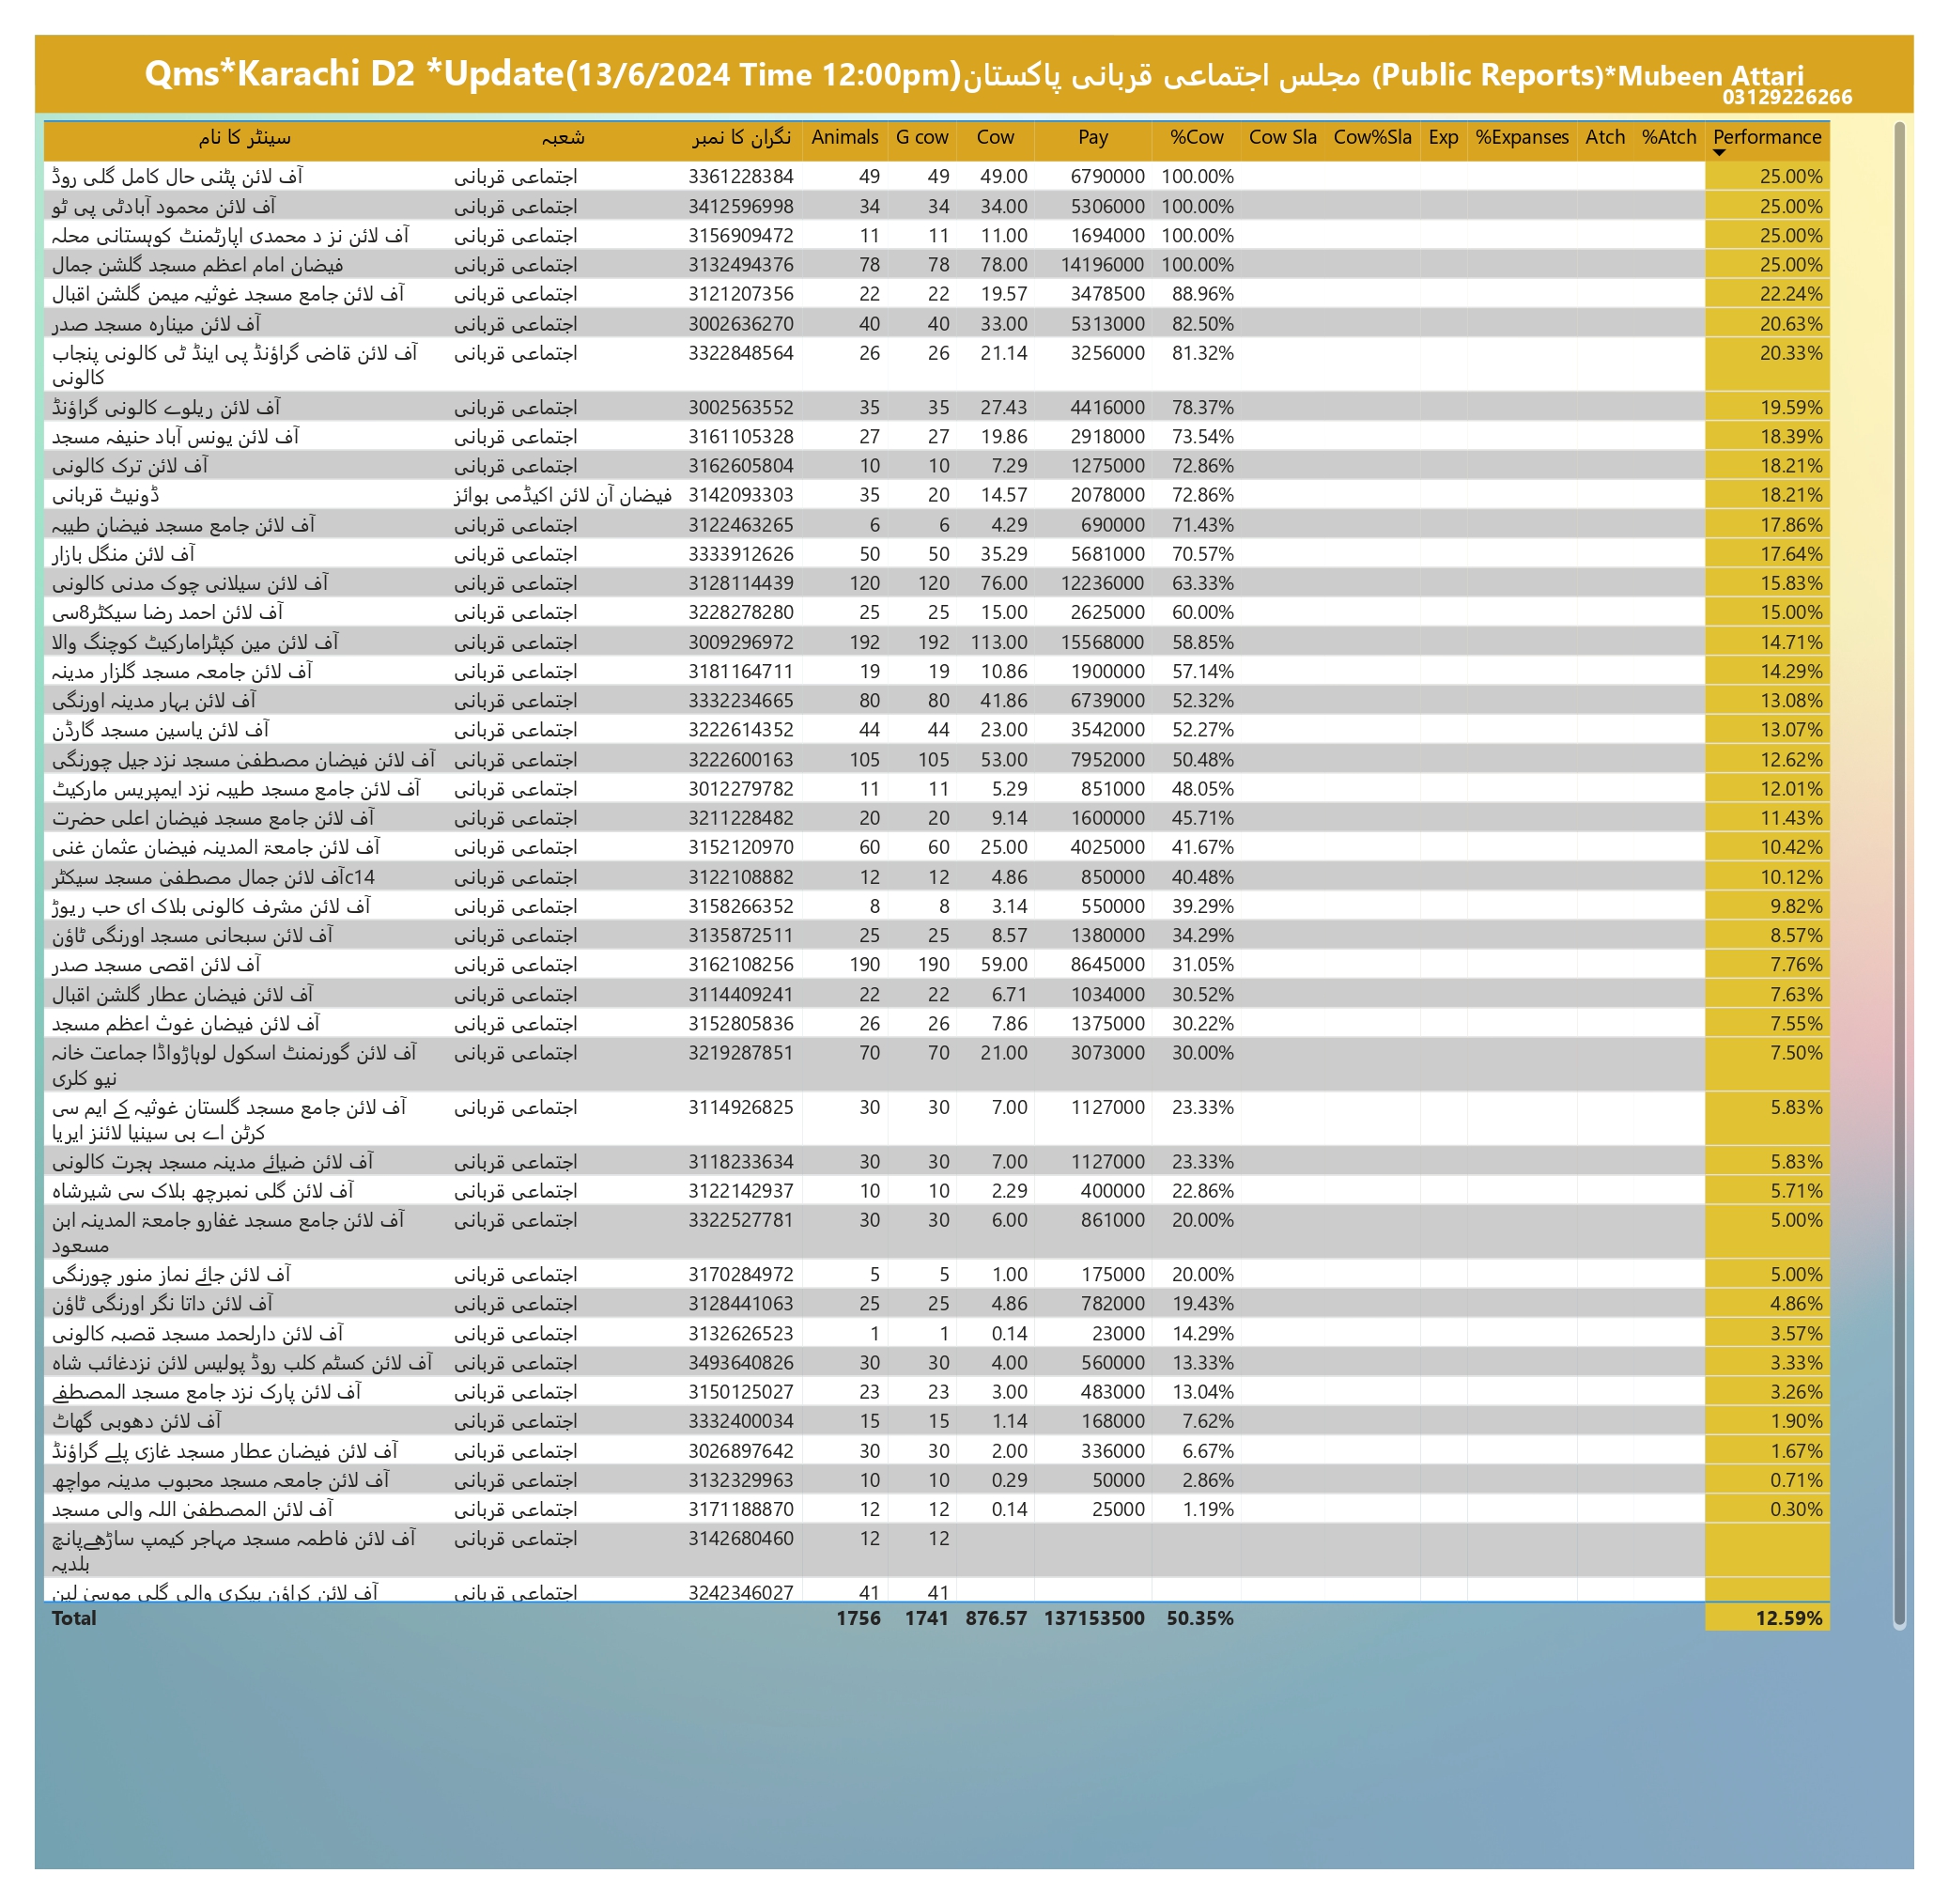 Qms*Karachi D2 *Update(13/6/2024 Time 12:00pm)مجلس اجتماعی قربانی پاکستان (Public Reports)*Mubeen Attari
03129226266
سینٹر کا نام شعبہ نگران کا نمبر Animals G cow Cow Pay %Cow Cow Sla Cow%Sla Exp %Expanses Atch %Atch Performance
آف لائن پٹنی حال کامل گلی روڈ اجتماعی قربانی 3361228384 49 49 49.00 6790000 100.00% 25.00%
آف لائن محمود آبادٹی پی ٹو اجتماعی قربانی 3412596998 34 34 34.00 5306000 100.00% 25.00%
آف لائن نز د محمدی اپارٹمنٹ کوہستانی محلہ اجتماعی قربانی 3156909472 11 11 11.00 1694000 100.00% 25.00%
فیضان امام اعظم مسجد گلشن جمال اجتماعی قربانی 3132494376 78 78 78.00 14196000 100.00% 25.00%
آف لائن جامع مسجد غوثیہ میمن گلشن اقبال اجتماعی قربانی 3121207356 22 22 19.57 3478500 88.96% 22.24%
آف لائن مینارہ مسجد صدر اجتماعی قربانی 3002636270 40 40 33.00 5313000 82.50% 20.63%
آف لائن قاضی گراؤنڈ پی اینڈ ٹی کالونی پنجاب اجتماعی قربانی 3322848564 26 26 21.14 3256000 81.32% 20.33%
کالونی
آف لائن ریلوے کالونی گراؤنڈ اجتماعی قربانی 3002563552 35 35 27.43 4416000 78.37% 19.59%
آف لائن یونس آباد حنیفہ مسجد اجتماعی قربانی 3161105328 27 27 19.86 2918000 73.54% 18.39%
آف لائن ترک کالونی اجتماعی قربانی 3162605804 10 10 7.29 1275000 72.86% 18.21%
ڈونیٹ قربانی فیضان آن لائن اکیڈمی بوائز 3142093303 35 20 14.57 2078000 72.86% 18.21%
آف لائن جامع مسجد فیضان طیبہ اجتماعی قربانی 3122463265 6 6 4.29 690000 71.43% 17.86%
آف لائن منگل بازار اجتماعی قربانی 3333912626 50 50 35.29 5681000 70.57% 17.64%
آف لائن سیلانی چوک مدنی کالونی اجتماعی قربانی 3128114439 120 120 76.00 12236000 63.33% 15.83%
آف لائن احمد رضا سیکٹر8سی اجتماعی قربانی 3228278280 25 25 15.00 2625000 60.00% 15.00%
آف لائن مین کپٹرامارکیٹ کوچنگ والا اجتماعی قربانی 3009296972 192 192 113.00 15568000 58.85% 14.71%
آف لائن جامعہ مسجد گلزار مدینہ اجتماعی قربانی 3181164711 19 19 10.86 1900000 57.14% 14.29%
آف لائن بہار مدینہ اورنگی اجتماعی قربانی 3332234665 80 80 41.86 6739000 52.32% 13.08%
آف لائن یاسین مسجد گارڈن اجتماعی قربانی 3222614352 44 44 23.00 3542000 52.27% 13.07%
آف لائن فیضان مصطفیٰ مسجد نزد جیل چورنگی اجتماعی قربانی 3222600163 105 105 53.00 7952000 50.48% 12.62%
آف لائن جامع مسجد طیبہ نزد ایمپریس مارکیٹ اجتماعی قربانی 3012279782 11 11 5.29 851000 48.05% 12.01%
آف لائن جامع مسجد فیضان اعلی حضرت اجتماعی قربانی 3211228482 20 20 9.14 1600000 45.71% 11.43%
آف لائن جامعۃ المدینہ فیضان عثمان غنی اجتماعی قربانی 3152120970 60 60 25.00 4025000 41.67% 10.42%
آف لائن جمال مصطفیٰ مسجد سیکٹرc14 اجتماعی قربانی 3122108882 12 12 4.86 850000 40.48% 10.12%
آف لائن مشرف کالونی بلاک ای حب ریوڑ اجتماعی قربانی 3158266352 8 8 3.14 550000 39.29% 9.82%
آف لائن سبحانی مسجد اورنگی ٹاؤن اجتماعی قربانی 3135872511 25 25 8.57 1380000 34.29% 8.57%
آف لائن اقصی مسجد صدر اجتماعی قربانی 3162108256 190 190 59.00 8645000 31.05% 7.76%
آف لائن فیضان عطار گلشن اقبال اجتماعی قربانی 3114409241 22 22 6.71 1034000 30.52% 7.63%
آف لائن فیضان غوث اعظم مسجد اجتماعی قربانی 3152805836 26 26 7.86 1375000 30.22% 7.55%
آف لائن گورنمنٹ اسکول لوہاڑواڈا جماعت خانہ اجتماعی قربانی 3219287851 70 70 21.00 3073000 30.00% 7.50%
نیو کلری
آف لائن جامع مسجد گلستان غوثیہ کے ایم سی اجتماعی قربانی 3114926825 30 30 7.00 1127000 23.33% 5.83%
کرٹن اے بی سینیا لائنز ایریا
آف لائن ضیائے مدینہ مسجد ہجرت کالونی اجتماعی قربانی 3118233634 30 30 7.00 1127000 23.33% 5.83%
آف لائن گلی نمبرچھ بلاک سی شیرشاہ اجتماعی قربانی 3122142937 10 10 2.29 400000 22.86% 5.71%
آف لائن جامع مسجد غفارو جامعۃ المدینہ ابن اجتماعی قربانی 3322527781 30 30 6.00 861000 20.00% 5.00%
مسعود
آف لائن جائے نماز منور چورنگی اجتماعی قربانی 3170284972 5 5 1.00 175000 20.00% 5.00%
آف لائن داتا نگر اورنگی ٹاؤن اجتماعی قربانی 3128441063 25 25 4.86 782000 19.43% 4.86%
آف لائن دارلحمد مسجد قصبہ کالونی اجتماعی قربانی 3132626523 1 1 0.14 23000 14.29% 3.57%
آف لائن کسٹم کلب روڈ پولیس لائن نزدغائب شاہ اجتماعی قربانی 3493640826 30 30 4.00 560000 13.33% 3.33%
آف لائن پارک نزد جامع مسجد المصطفے اجتماعی قربانی 3150125027 23 23 3.00 483000 13.04% 3.26%
آف لائن دھوبی گھاٹ اجتماعی قربانی 3332400034 15 15 1.14 168000 7.62% 1.90%
آف لائن فیضان عطار مسجد غازی پلے گراؤنڈ اجتماعی قربانی 3026897642 30 30 2.00 336000 6.67% 1.67%
آف لائن جامعہ مسجد محبوب مدینہ مواچھ اجتماعی قربانی 3132329963 10 10 0.29 50000 2.86% 0.71%
آف لائن المصطفیٰ اللہ والی مسجد اجتماعی قربانی 3171188870 12 12 0.14 25000 1.19% 0.30%
آف لائن فاطمہ مسجد مہاجر کیمپ ساڑھےپانچ اجتماعی قربانی 3142680460 12 12
بلدیہ
آف لائن کراؤن بیکری والی گلی موسیٰ لین اجتماعی قربانی 3242346027 41 41
Total 1756 1741 876.57 137153500 50.35% 12.59%